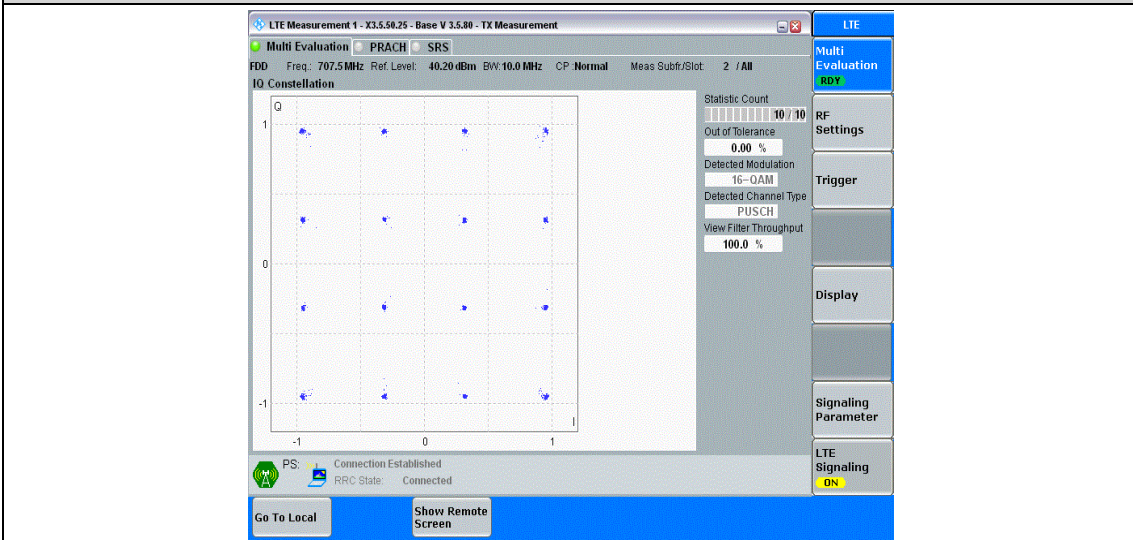 LTE Measurement 1 - X3.5.50.25 - Base V 3.5.80 - TX Measurement
LTE
Multi Evaluation PRACH SRS
Multi
Evaluation
RDY
FDD Freq.: 707.5 MHz Ref. Level: 40.20 dBm BW: 10.0 MHz CP :Normal Meas Subfr./Slot: 2 / All
IQ Constellation
Q
1
0
-1
-1 0 1
I
Statistic Count
10 / 10
Out of Tolerance
0.00 %
Detected Modulation
16-QAM
Detected Channel Type
PUSCH
View Filter Throughput
100.0 %
RF
Settings
Trigger
Display
Signaling
Parameter
LTE
Signaling
ON
PS: Connection Established
RRC State: Connected
Go To Local
Show Remote
Screen